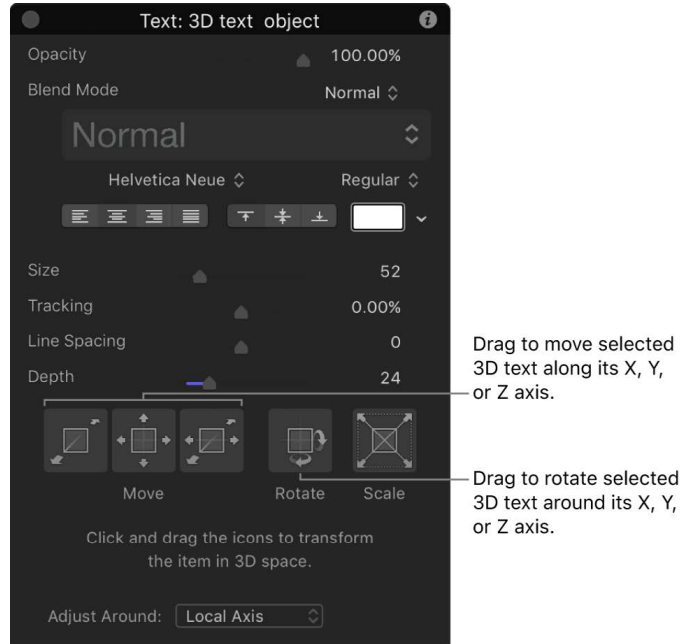 Text: 3D text object
Opacity 100.00%
Blend Mode Normal
Normal
Helvetica Neue Regular
Size 52
Tracking 0.00%
Line Spacing 0
Depth 24
Drag to move selected
3D text along its X, Y,
or Z axis.
Move Rotate Scale
Drag to rotate selected
3D text around its X, Y,
or Z axis.
Click and drag the icons to transform
the item in 3D space.
Adjust Around: Local Axis